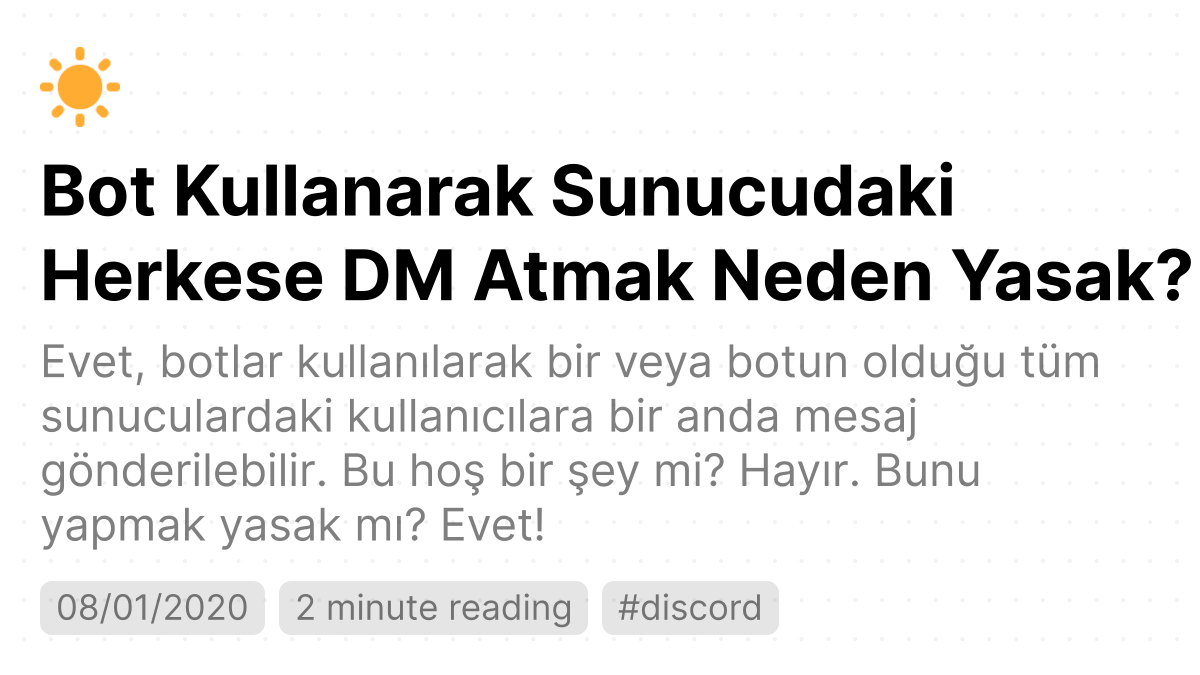 Bot Kullanarak Sunucudaki
Herkese DM Atmak Neden Yasak?
Evet, botlar kullanılarak bir veya botun olduğu tüm
sunuculardaki kullanıcılara bir anda mesaj
gönderilebilir. Bu hoş bir şey mi? Hayır. Bunu
yapmak yasak mı? Evet!
08/01/2020 2 minute reading #discord